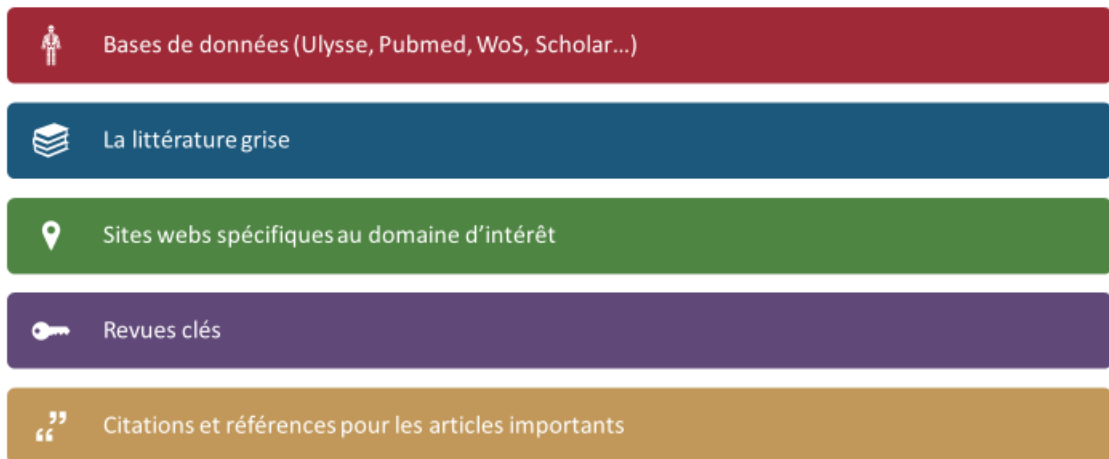 Bases de données (Ulysse, Pubmed, WoS, Scholar…)
La littérature grise
Sites webs spécifiques au domaine d’intérêt
Revues clés
Citations et références pour les articles importants